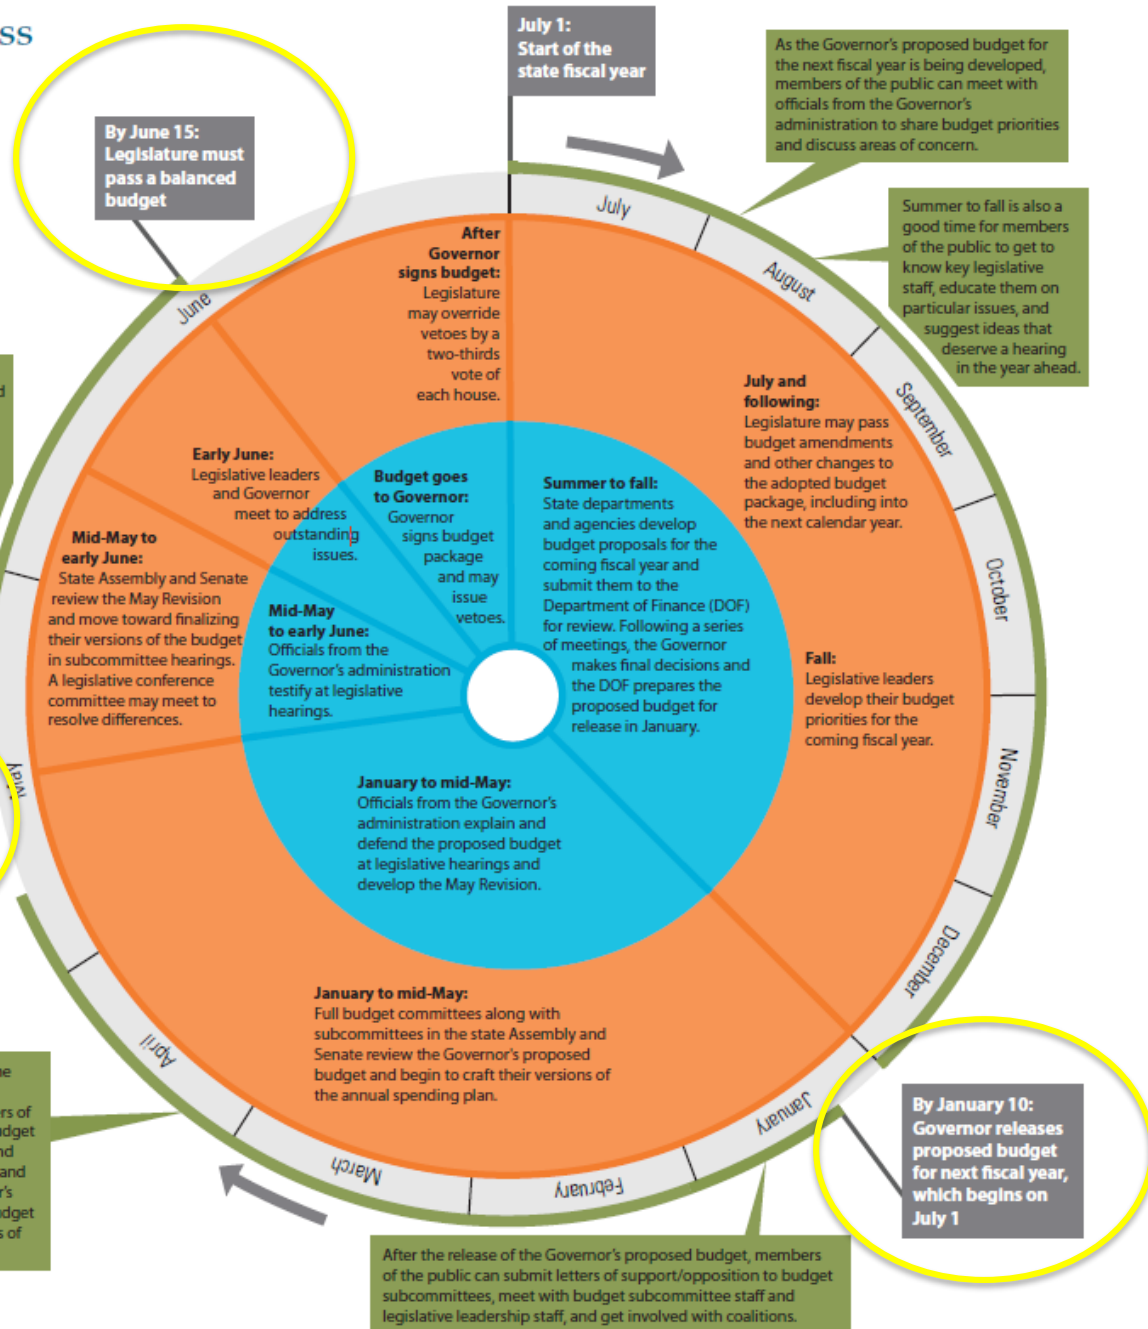 SS
July 1:
Start of the
state fiscal year
As the Governor's proposed budget for
the next fiscal year is being developed,
members of the public can meet with
officials from the Governor's
administration to share budget priorities
and discuss areas of concern.
By June 15:
Legislature must
pass a balanced
budget
Summer to fall is also a
good time for members
of the public to get to
know key legislative
staff, educate them on
particular issues, and
suggest ideas that
deserve a hearing
in the year ahead.
July
August
September
October
November
December
January
February
March
April
May
June
After
Governor
signs budget:
Legislature
may override
vetoes by a
two-thirds
vote of
each house.
July and
following:
Legislature may pass
budget amendments
and other changes to
the adopted budget
package, including into
the next calendar year.
Early June:
Legislative leaders
and Governor
meet to address
outstanding
issues.
Budget goes
to Governor:
Governor
signs budget
package
and may
issue
vetoes.
Summer to fall:
State departments
and agencies develop
budget proposals for the
coming fiscal year and
submit them to the
Department of Finance (DOF)
for review. Following a series
of meetings, the Governor
makes final decisions and
the DOF prepares the
proposed budget for
release in January.
Mid-May to
early June:
State Assembly and Senate
review the May Revision
and move toward finalizing
their versions of the budget
in subcommittee hearings.
A legislative conference
committee may meet to
resolve differences.
Mid-May
to early June:
Officials from the
Governor's administration
testify at legislative
hearings.
Fall:
Legislative leaders
develop their budget
priorities for the
coming fiscal year.
January to mid-May:
Officials from the Governor's
administration explain and
defend the proposed budget
at legislative hearings and
develop the May Revision.
January to mid-May:
Full budget committees along with
subcommittees in the state Assembly and
Senate review the Governor's proposed
budget and begin to craft their versions of
the annual spending plan.
By January 10:
Governor releases
proposed budget
for next fiscal year,
which begins on
July 1
After the release of the Governor's proposed budget, members
of the public can submit letters of support/opposition to budget
subcommittees, meet with budget subcommittee staff and
legislative leadership staff, and get involved with coalitions.
of
and
of